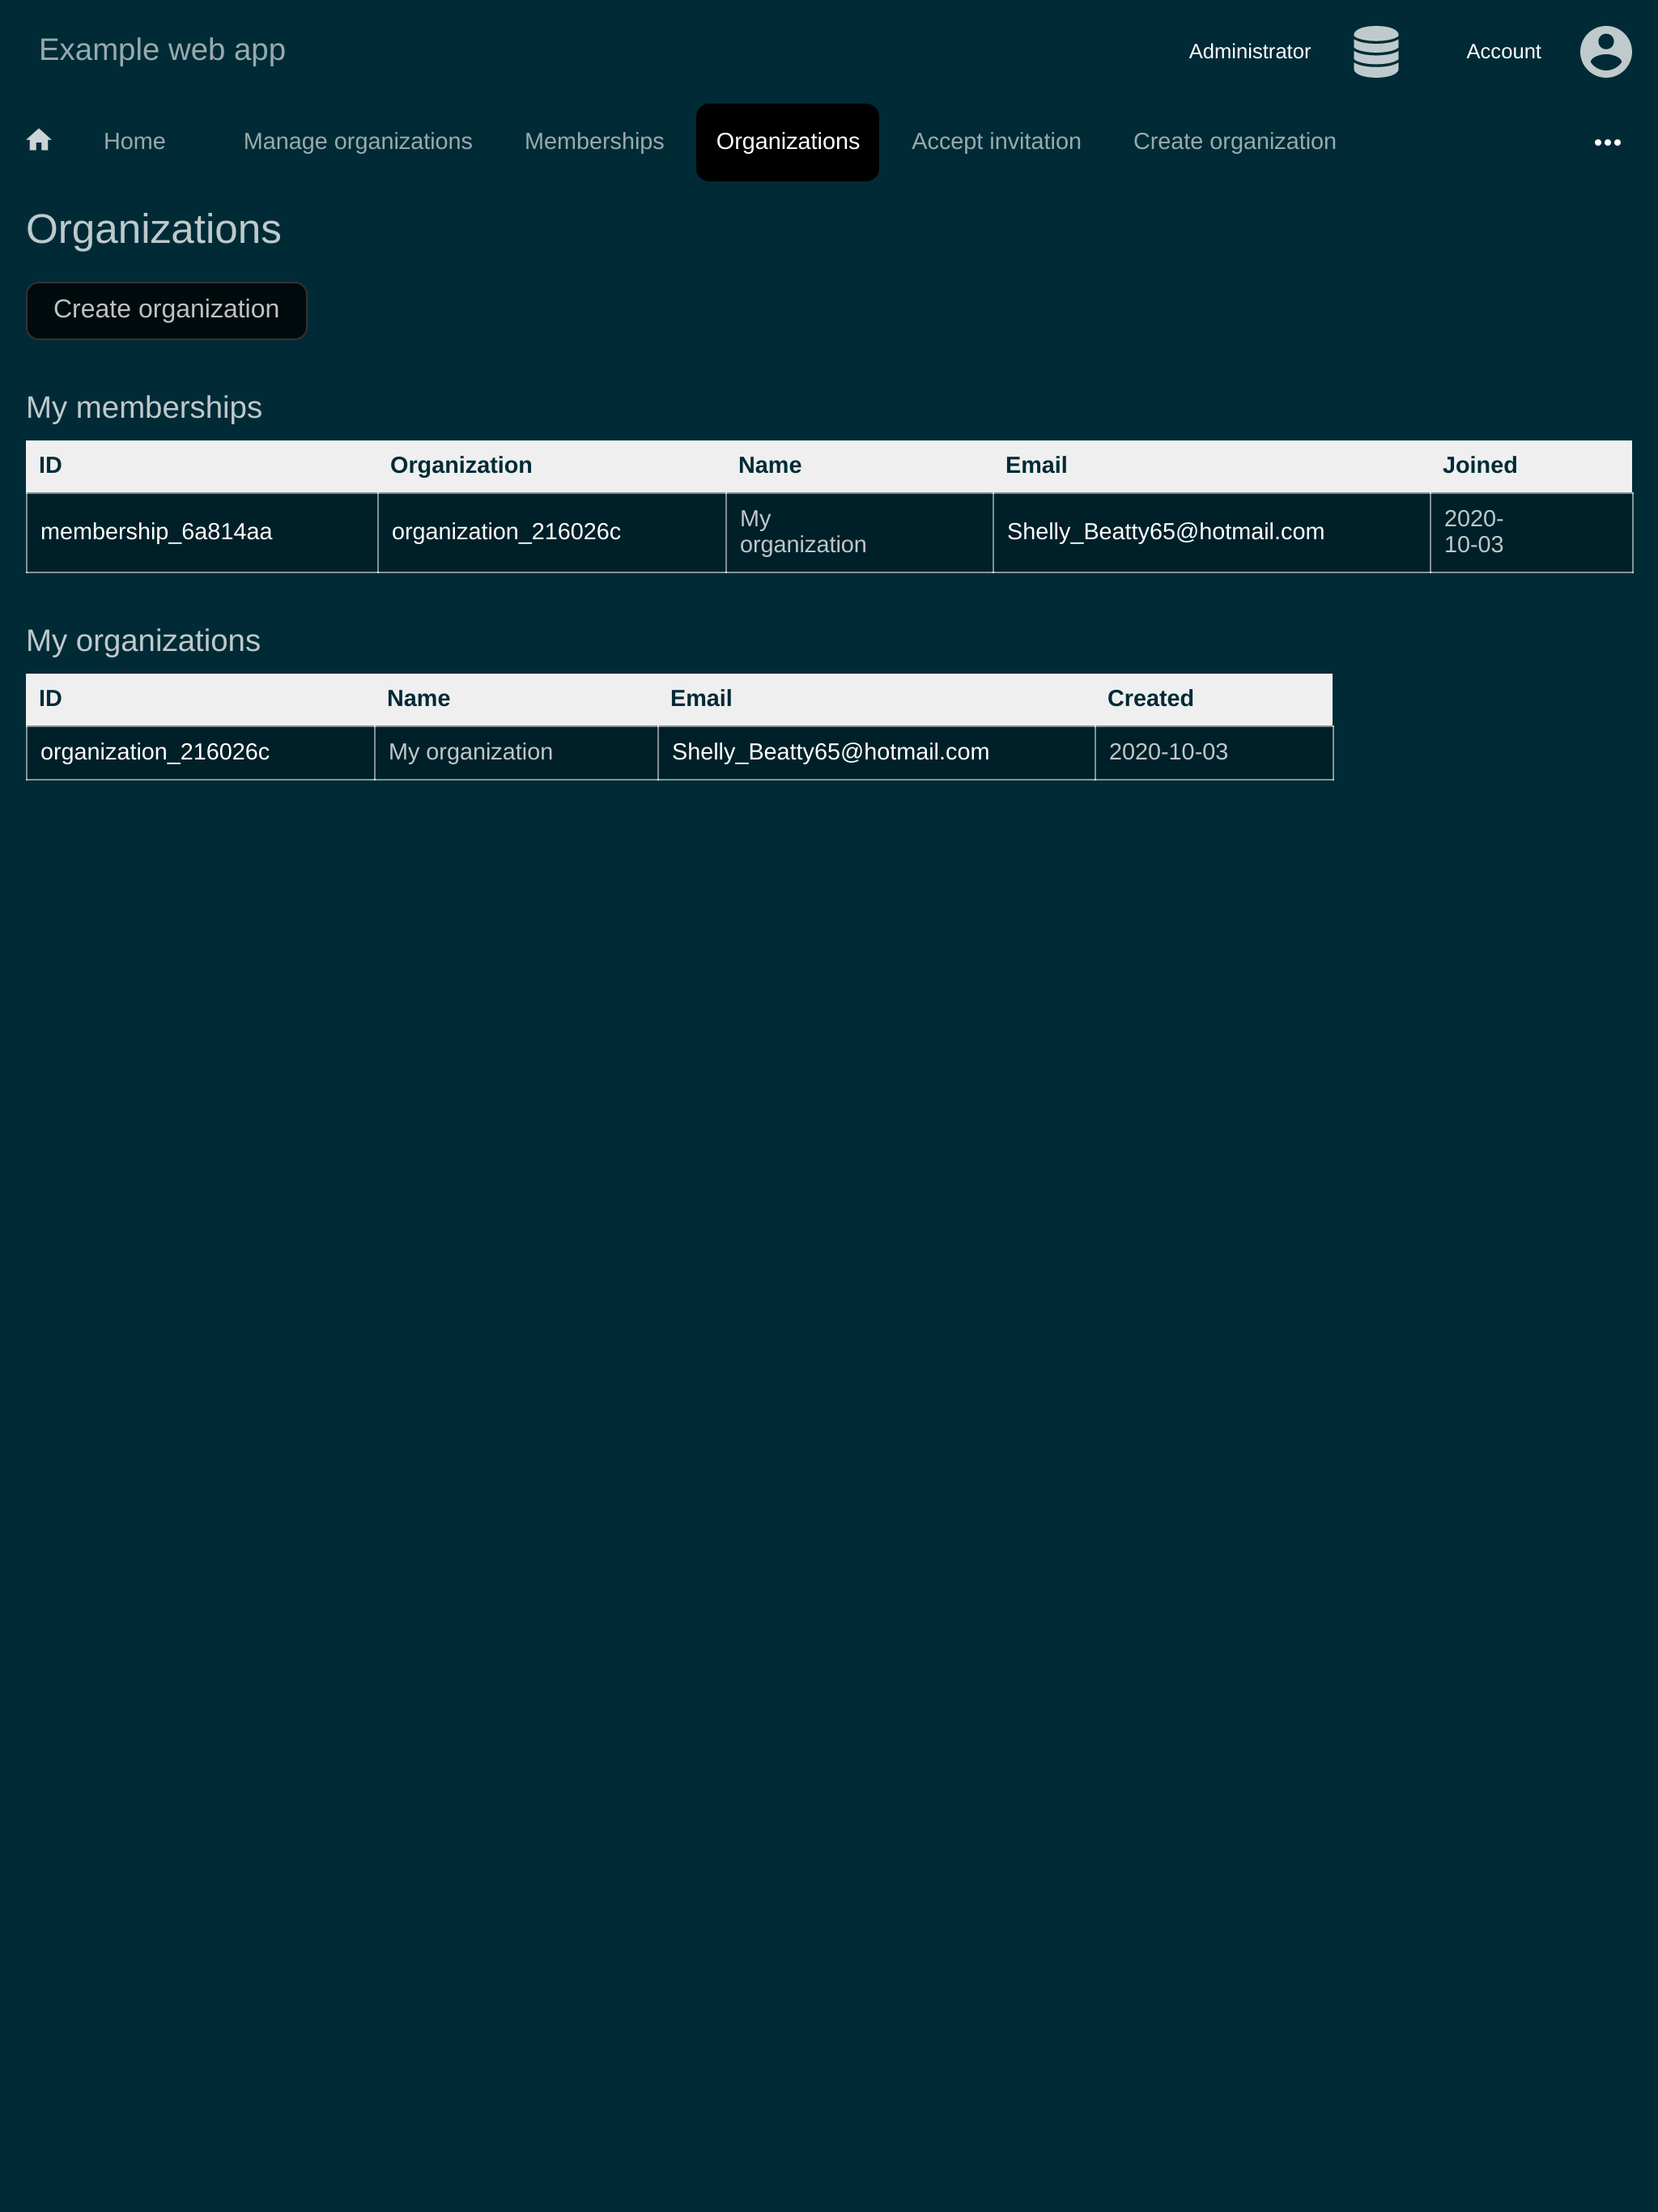 Example web app
Administrator
Account
Home
Manage organizations
Memberships
Organizations
Accept invitation
Create organization
Organizations
Create organization
My memberships
ID Organization Name Email Joined
membership_6a814aa organization_216026c My organization Shelly_Beatty65@hotmail.com 2020-10-03
My organizations
ID Name Email Created
organization_216026c My organization Shelly_Beatty65@hotmail.com 2020-10-03